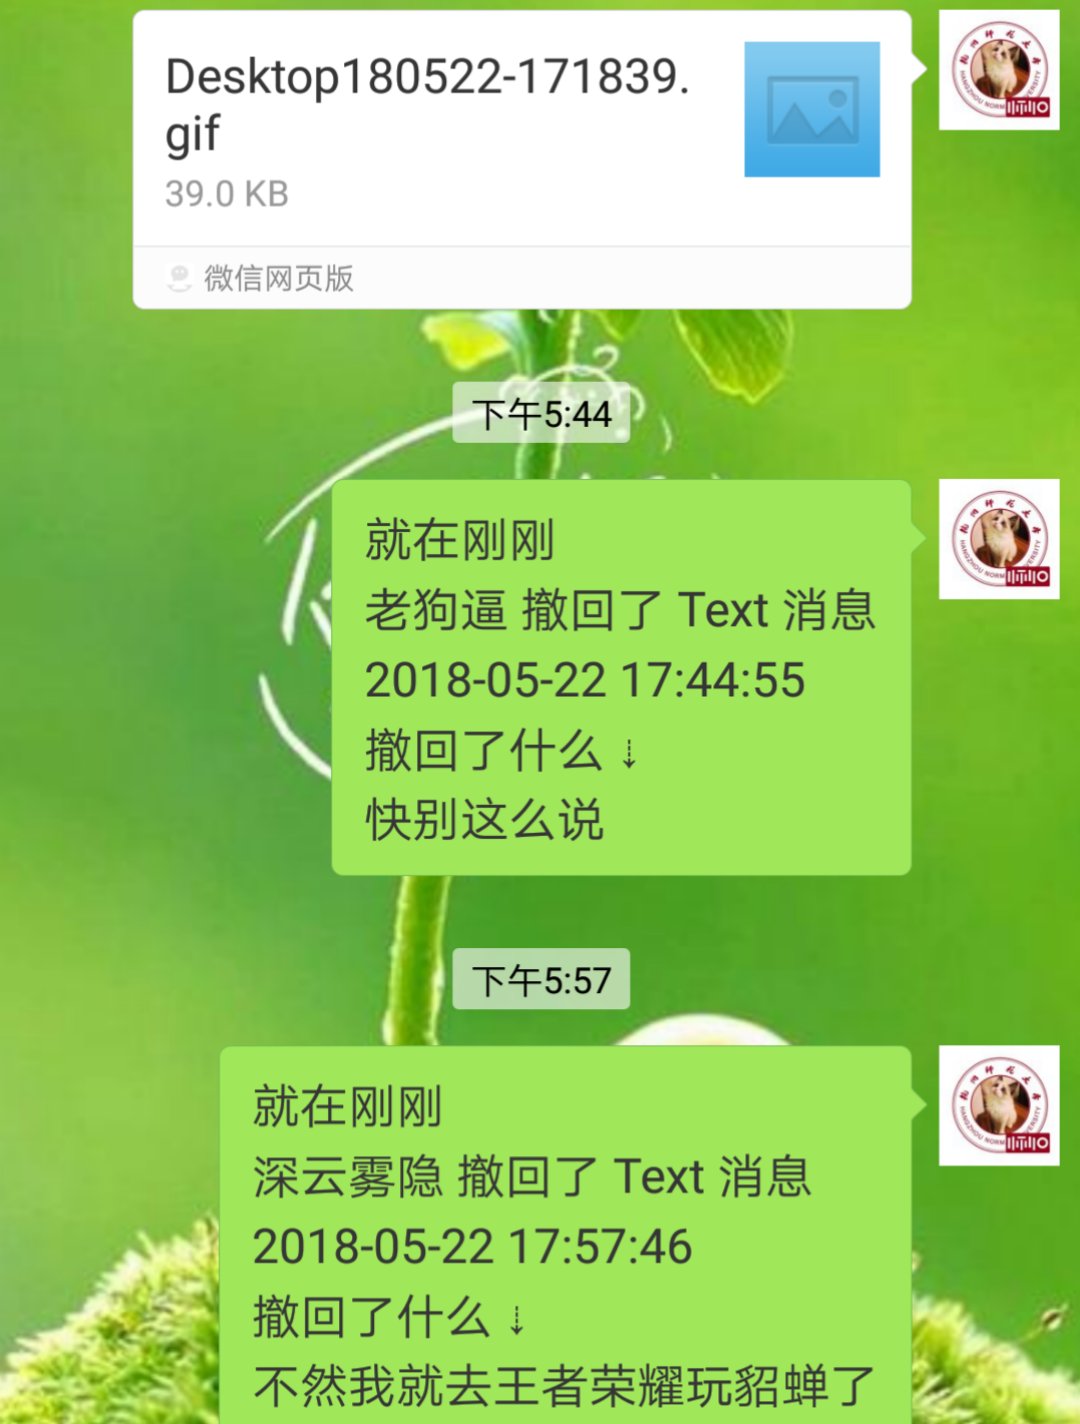 Desktop180522-171839.
gif
39.0 KB
微信网页版
下午5:44
就在刚刚
老狗逼 撤回了 Text 消息
2018-05-22 17:44:55
撤回了什么 ⇣
快别这么说
下午5:57
就在刚刚
深云雾隐 撤回了 Text 消息
2018-05-22 17:57:46
撤回了什么 ⇣
不然我就去王者荣耀玩貂蝉了